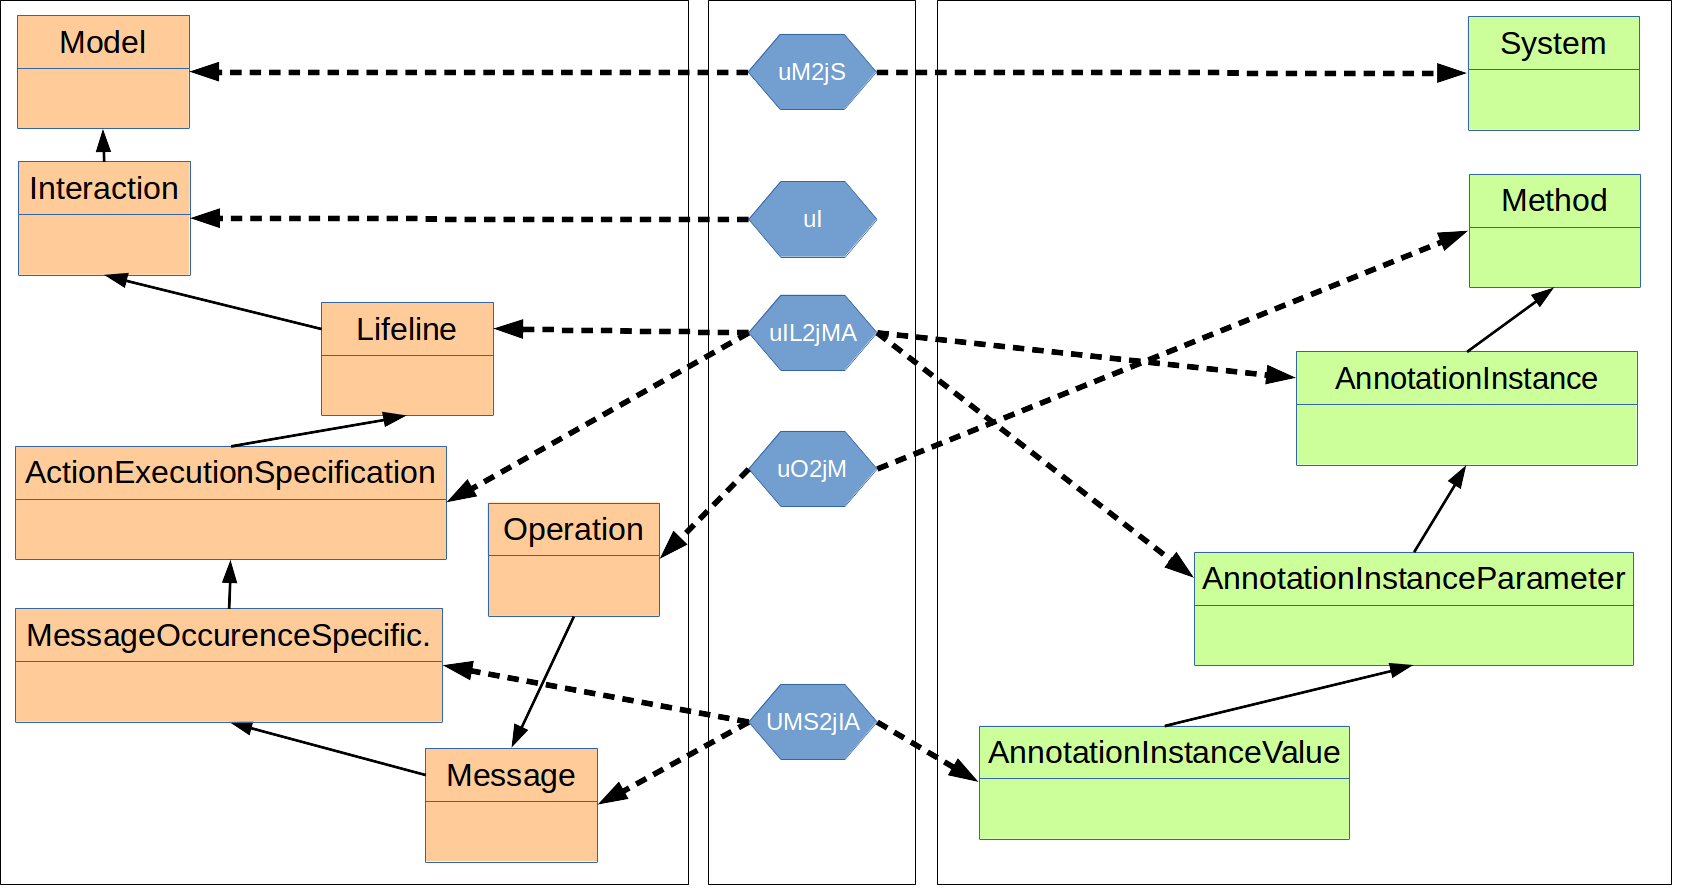 Model
uM2jS
System
Interaction
uI
Method
Lifeline
uIL2jMA
AnnotationInstance
ActionExecutionSpecification
uO2jM
Operation
AnnotationInstanceParameter
MessageOccurenceSpecific.
UMS2jIA
AnnotationInstanceValue
Message